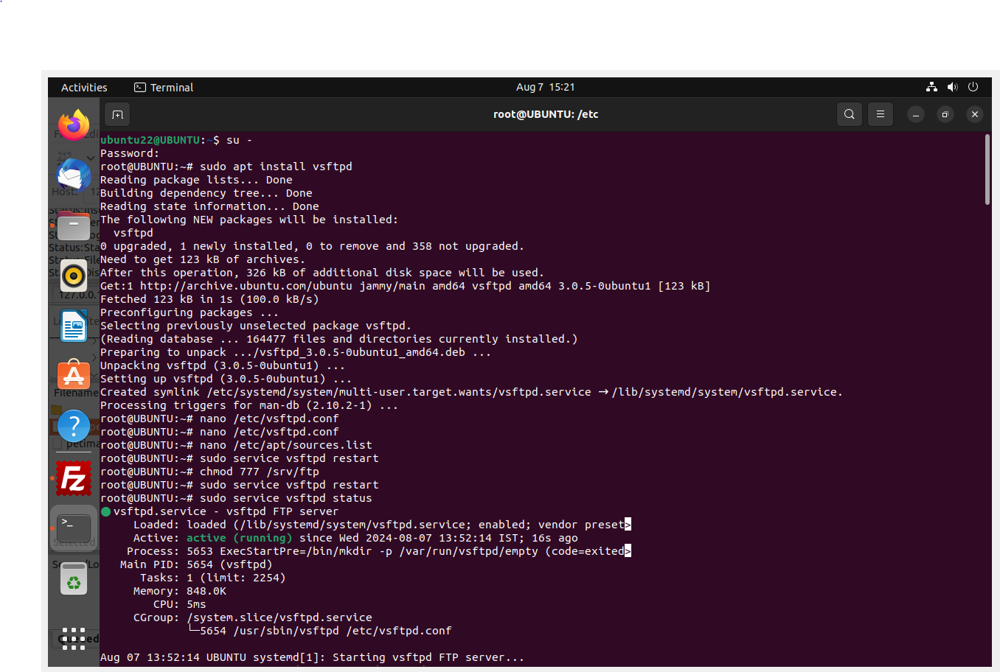 Activities Terminal Aug 7 15:21
root@UBUNTU: /etc
ubuntu22@UBUNTU:~$ su -
Password:
root@UBUNTU:~# sudo apt install vsftpd
Reading package lists... Done
Building dependency tree... Done
Reading state information... Done
The following NEW packages will be installed:
vsftpd
0 upgraded, 1 newly installed, 0 to remove and 358 not upgraded.
Need to get 123 kB of archives.
After this operation, 326 kB of additional disk space will be used.
Get:1 http://archive.ubuntu.com/ubuntu jammy/main amd64 vsftpd amd64 3.0.5-0ubuntu1 [123 kB]
Fetched 123 kB in 1s (100.0 kB/s)
Preconfiguring packages ...
Selecting previously unselected package vsftpd.
(Reading database ... 164477 files and directories currently installed.)
Preparing to unpack .../vsftpd_3.0.5-0ubuntu1_amd64.deb ...
Unpacking vsftpd (3.0.5-0ubuntu1) ...
Setting up vsftpd (3.0.5-0ubuntu1) ...
Created symlink /etc/systemd/system/multi-user.target.wants/vsftpd.service → /lib/systemd/system/vsftpd.service.
Processing triggers for man-db (2.10.2-1) ...
root@UBUNTU:~# nano /etc/vsftpd.conf
root@UBUNTU:~# nano /etc/vsftpd.conf
root@UBUNTU:~# nano /etc/apt/sources.list
root@UBUNTU:~# sudo service vsftpd restart
root@UBUNTU:~# chmod 777 /srv/ftp
root@UBUNTU:~# sudo service vsftpd restart
root@UBUNTU:~# sudo service vsftpd status
● vsftpd.service - vsftpd FTP server
Loaded: loaded (/lib/systemd/system/vsftpd.service; enabled; vendor preset>
Active: active (running) since Wed 2024-08-07 13:52:14 IST; 16s ago
Process: 5653 ExecStartPre=/bin/mkdir -p /var/run/vsftpd/empty (code=exited>
Main PID: 5654 (vsftpd)
Tasks: 1 (limit: 2254)
Memory: 848.0K
CPU: 5ms
CGroup: /system.slice/vsftpd.service
└─5654 /usr/sbin/vsftpd /etc/vsftpd.conf
Aug 07 13:52:14 UBUNTU systemd[1]: Starting vsftpd FTP server...
Host:
127.0.0.
Filename
Selected